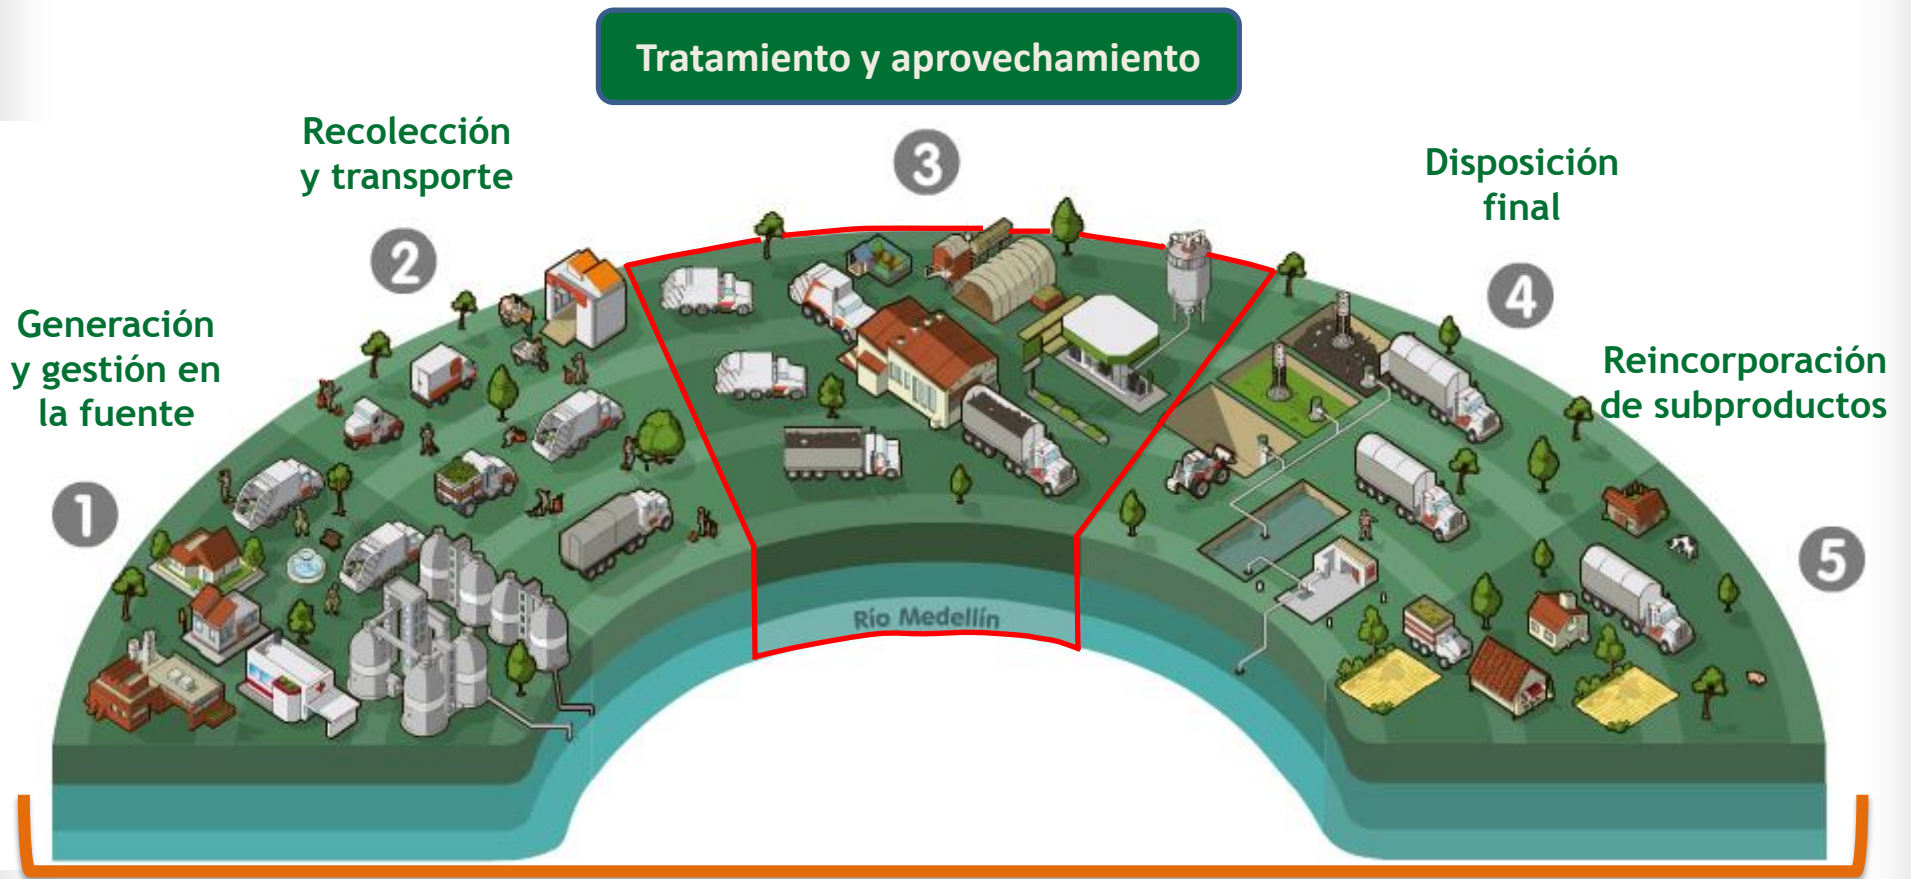 Tratamiento y aprovechamiento
Recolección
y transporte
3
Disposición
final
2
4
Generación
y gestión en
la fuente
Reincorporación
de subproductos
1
5
Río Medellín